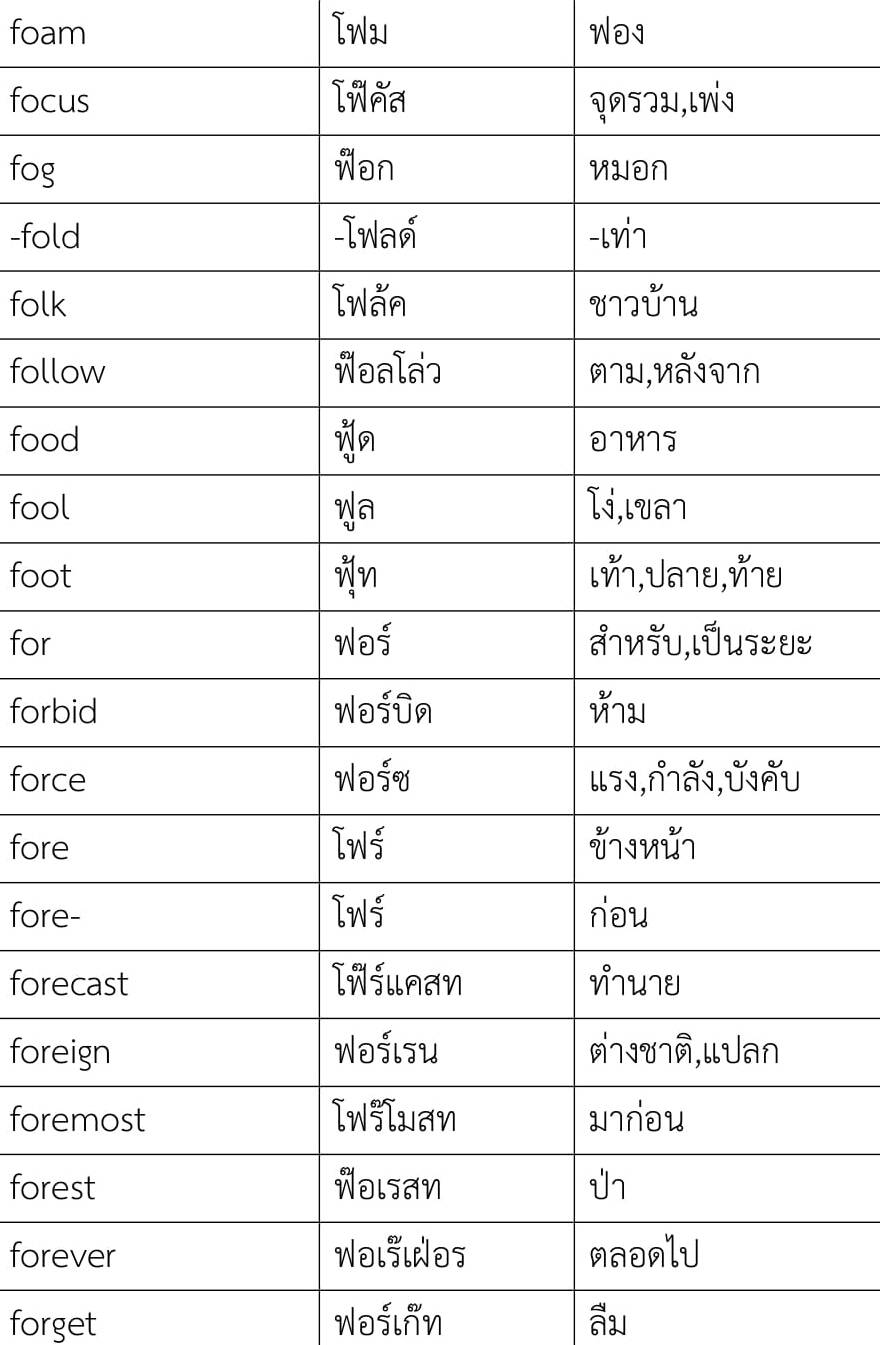 foam โฟม ฟอง
focus โฟ๊คัส จุดรวม,เพ่ง
fog ฟ๊อก หมอก
-fold -โฟลด์ -เท่า
folk โฟล้ค ชาวบ้าน
follow ฟ๊อลโล่ว ตาม,หลังจาก
food ฟู้ด อาหาร
fool ฟูล โง่,เขลา
foot ฟุ้ท เท้า,ปลาย,ท้าย
for ฟอร์ สำหรับ,เป็นระยะ
forbid ฟอร์บิด ห้าม
force ฟอร์ซ แรง,กำลัง,บังคับ
fore โฟร์ ข้างหน้า
fore- โฟร์ ก่อน
forecast โฟ๊ร์แคสท ทำนาย
foreign ฟอร์เรน ต่างชาติ,แปลก
foremost โฟร๊โมสท มาก่อน
forest ฟ๊อเรสท ป่า
forever ฟอเร๊เฝ่อร ตลอดไป
forget ฟอร์เก๊ท ลืม